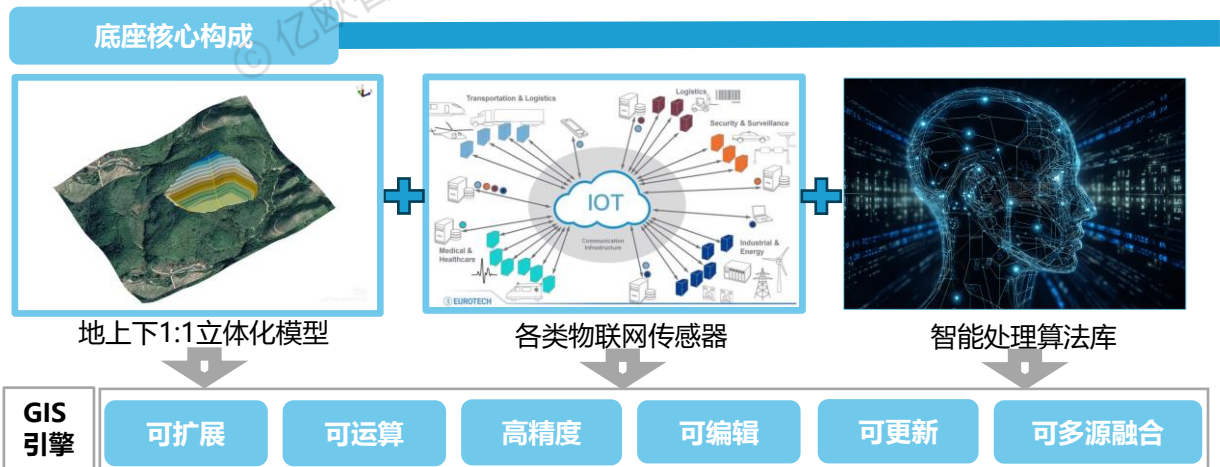 底座核心构成
Transportation & Logistics
Logistics
Security & Surveillance
IOT
Communication
Infrastructure
Medical &
Healthcare
Industrial &
Energy
EUROTECH
地上下1:1立体化模型
各类物联网传感器
智能处理算法库
GIS
引擎
可扩展
可运算
高精度
可编辑
可更新
可多源融合